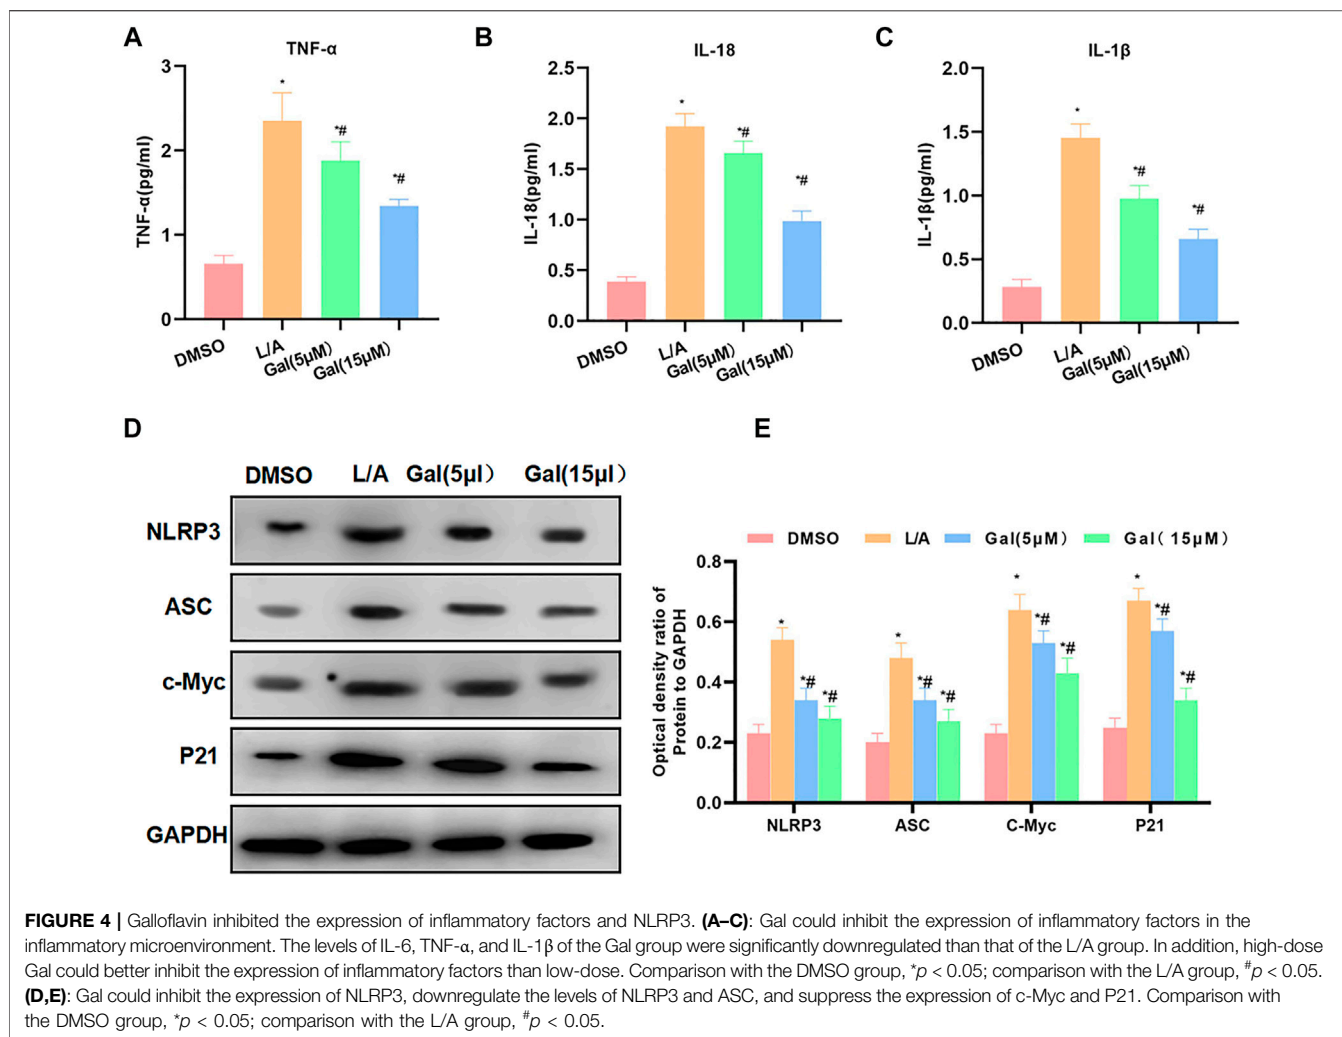 A
TNF-α
TNF-α(pg/ml)
3
2
1
0
*
*#
*#
DMSO
L/A
Gal(5μM)
Gal(15μM)
B
IL-18
IL-18(pg/ml)
2.5
2.0
1.5
1.0
0.5
0.0
*
*#
*#
DMSO
L/A
Gal(5μM)
Gal(15μM)
C
IL-1β
IL-1β(pg/ml)
2.0
1.5
1.0
0.5
0.0
*
*#
*#
DMSO
L/A
Gal(5μM)
Gal(15μM)
D
DMSO L/A Gal(5μl） Gal(15μl）
NLRP3
ASC
c-Myc
P21
GAPDH
E
DMSO L/A Gal(5μM） Gal（15μM）
Optical density ratio of
Protein to GAPDH
0.8
0.6
0.4
0.2
0.0
* *# *#
* *# *#
* *# *#
* *# *#
NLRP3 ASC C-Myc P21
FIGURE 4 | Galloflavin inhibited the expression of inflammatory factors and NLRP3. (A–C): Gal could inhibit the expression of inflammatory factors in the
inflammatory microenvironment. The levels of IL-6, TNF-α, and IL-1β of the Gal group were significantly downregulated than that of the L/A group. In addition, high-dose
Gal could better inhibit the expression of inflammatory factors than low-dose. Comparison with the DMSO group, *p < 0.05; comparison with the L/A group, #p < 0.05.
(D,E): Gal could inhibit the expression of NLRP3, downregulate the levels of NLRP3 and ASC, and suppress the expression of c-Myc and P21. Comparison with
the DMSO group, *p < 0.05; comparison with the L/A group, #p < 0.05.